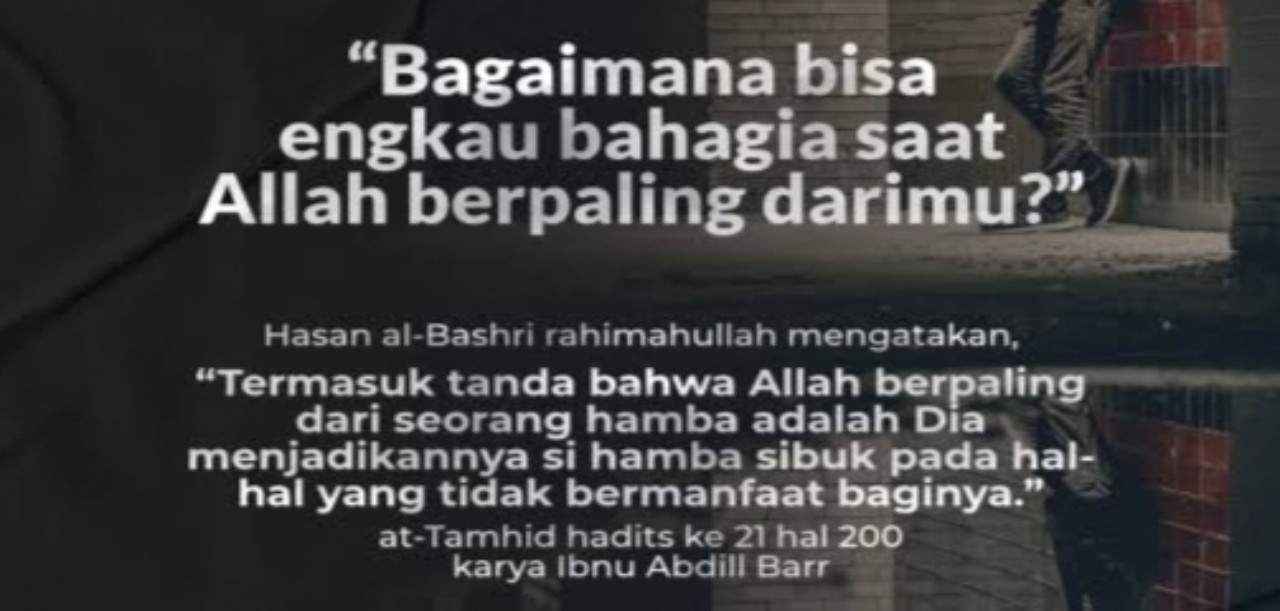 “Bagaimana bisa
engkau bahagia saat
Allah berpaling darimu?”
Hasan al-Bashri rahimahullah mengatakan,
“Termasuk tanda bahwa Allah berpaling
dari seorang hamba adalah Dia
menjadikannya si hamba sibuk pada hal-
hal yang tidak bermanfaat baginya.”
at-Tamhid hadits ke 21 hal 200
karya Ibnu Abdill Barr